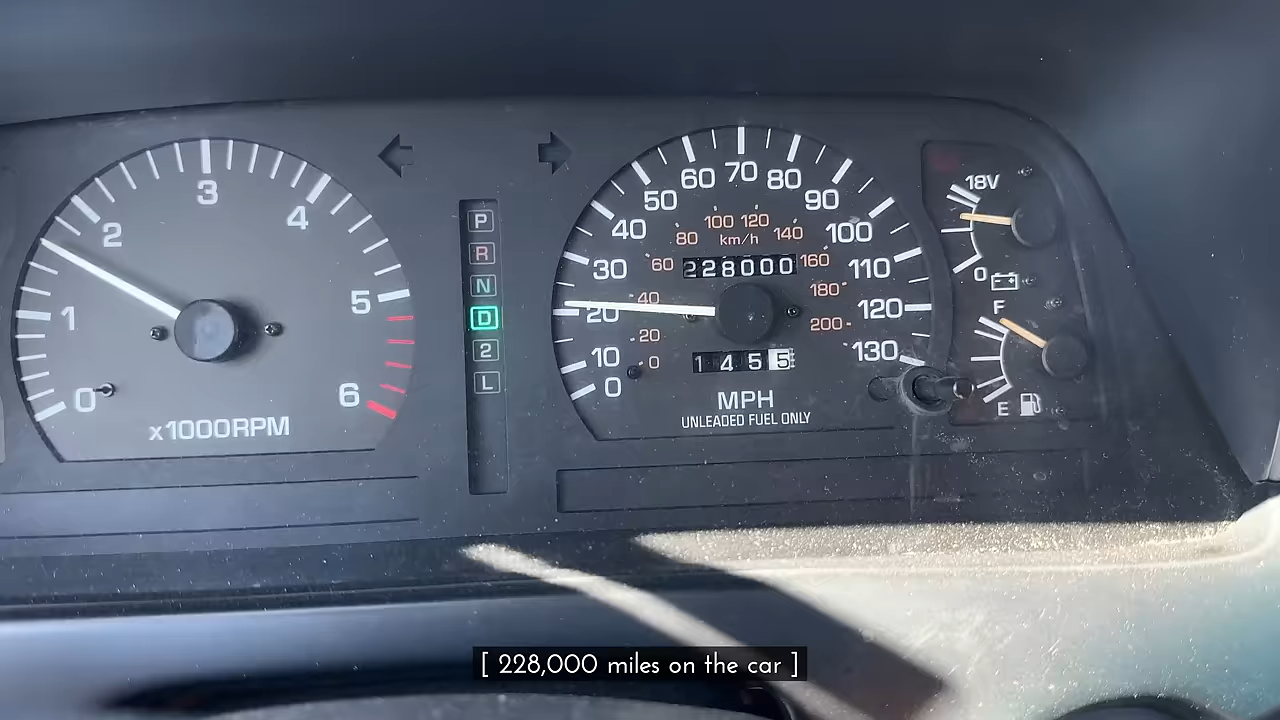 0
1
2
3
4
5
6
x1000RPM
P
R
N
D
2
L
0
10
20
30
40
50
60
70
80
90
100
110
120
130
0
20
40
60
80
100
120
140
160
180
200
km/h
228000
1455
MPH
UNLEADED FUEL ONLY
18V
0
F
E
[ 228,000 miles on the car ]